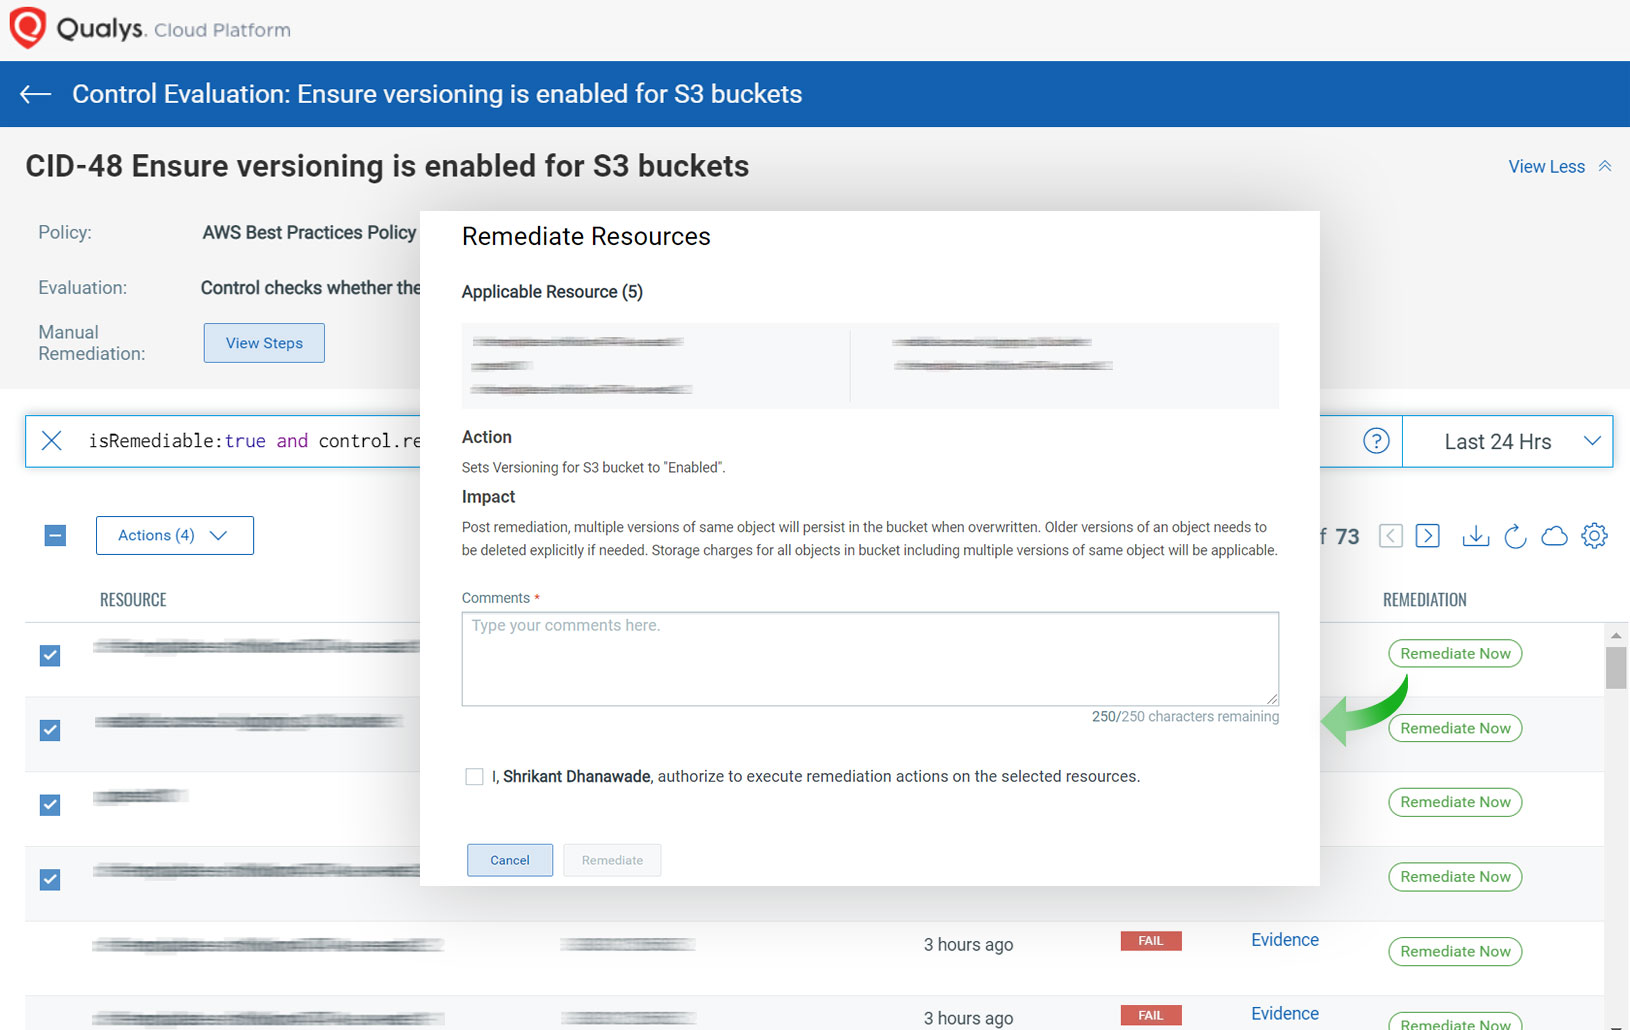 Qualys. Cloud Platform
Control Evaluation: Ensure versioning is enabled for S3 buckets
CID-48 Ensure versioning is enabled for S3 buckets
View Less
Policy:
AWS Best Practices Policy
Evaluation:
Control checks whether the
Manual
Remediation:
View Steps
isRemediable:true and control.re
?
Last 24 Hrs
Actions (4)
f 73
RESOURCE
REMEDIATION
Remediate Now
Remediate Now
Remediate Now
Remediate Now
3 hours ago
FAIL
Evidence
Remediate Now
3 hours ago
FAIL
Evidence
Remediate Now
Remediate Resources
Applicable Resource (5)
Action
Sets Versioning for S3 bucket to "Enabled".
Impact
Post remediation, multiple versions of same object will persist in the bucket when overwritten. Older versions of an object needs to
be deleted explicitly if needed. Storage charges for all objects in bucket including multiple versions of same object will be applicable.
Comments *
Type your comments here.
250/250 characters remaining
I, Shrikant Dhanawade, authorize to execute remediation actions on the selected resources.
Cancel
Remediate